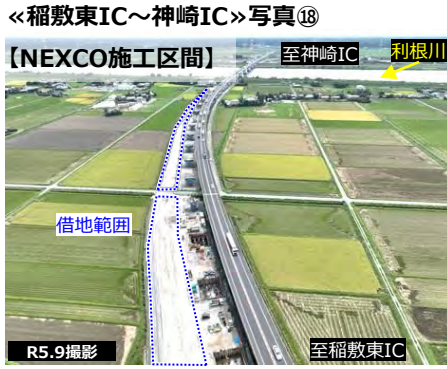 ≪稲敷東IC～神崎IC≫写真⑱
【NEXCO施工区間】
至神崎IC
利根川
借地範囲
R5.9撮影
至稲敷東IC